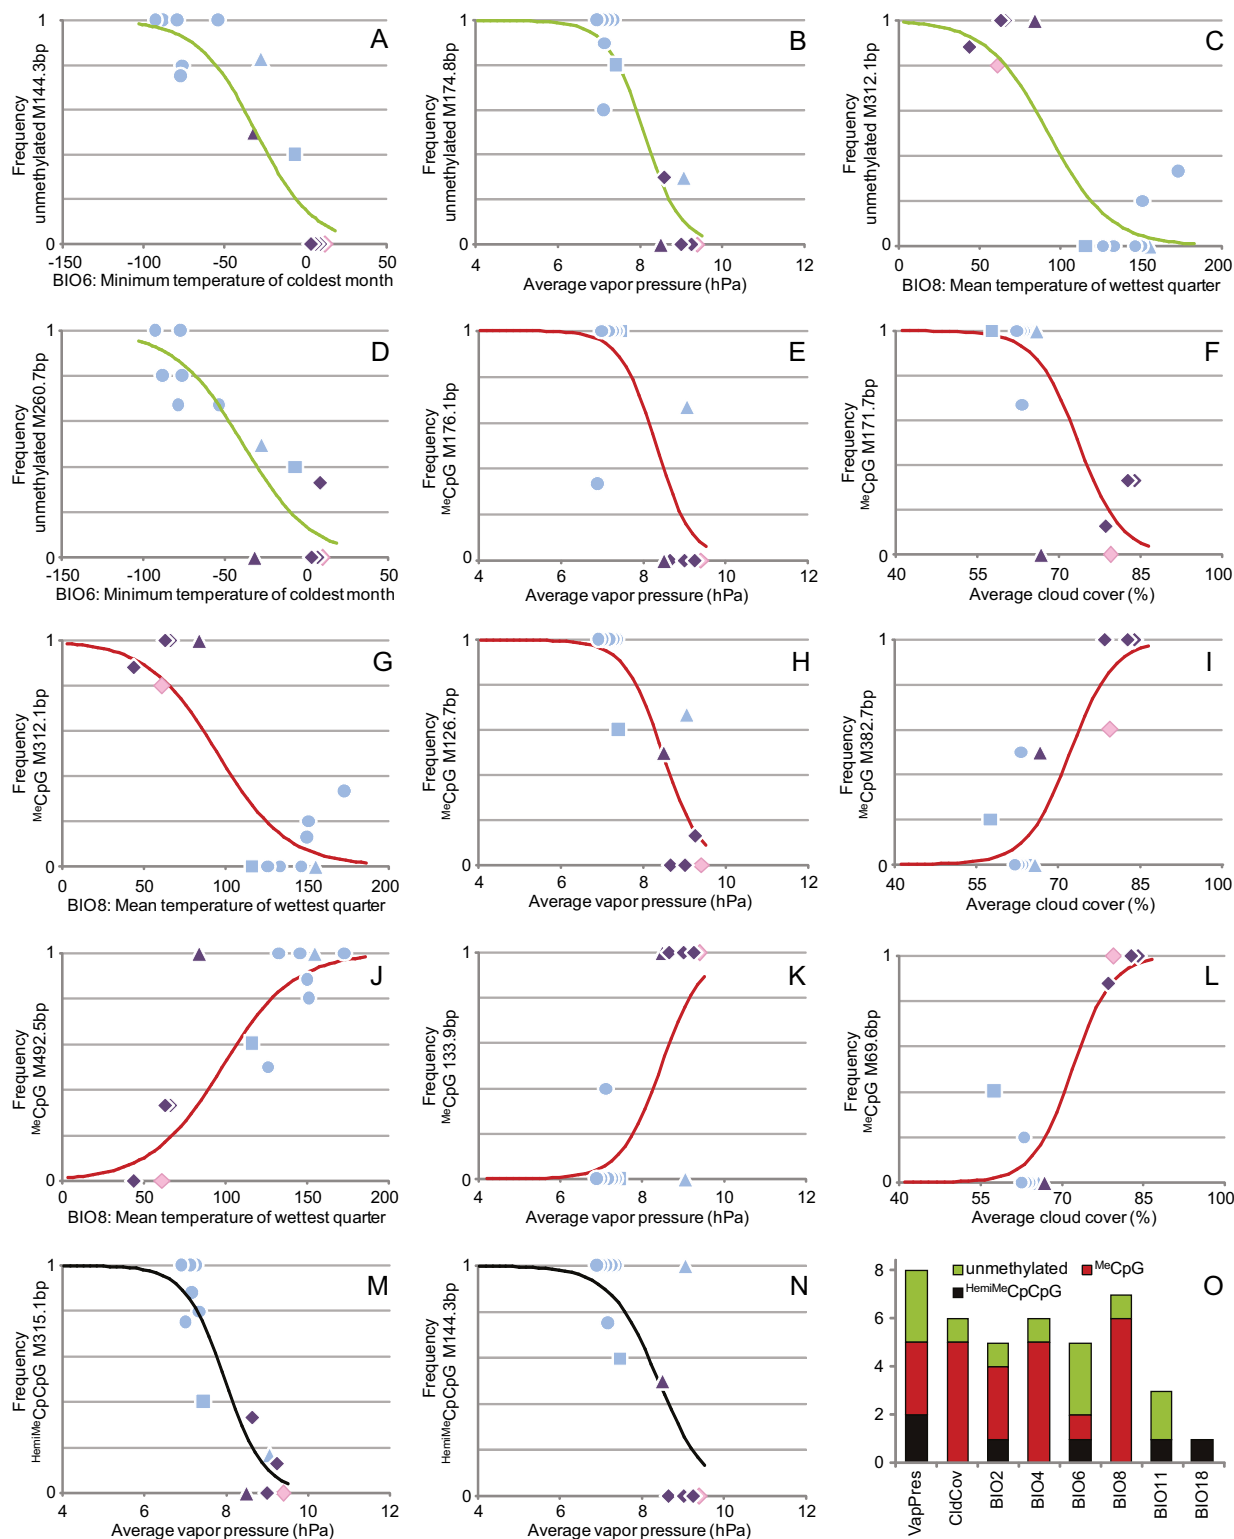 A
Frequency
unmethylated M144.3bp
1
0
-150 -100 -50 0 50
BIO6: Minimum temperature of coldest month
B
Frequency
unmethylated M174.8bp
1
0
4 6 8 10 12
Average vapor pressure (hPa)
C
Frequency
unmethylated M312.1bp
1
0
0 50 100 150 200
BIO8: Mean temperature of wettest quarter
D
Frequency
unmethylated M260.7bp
1
0
-150 -100 -50 0 50
BIO6: Minimum temperature of coldest month
E
Frequency
MeCpG M176.1bp
1
0
4 6 8 10 12
Average vapor pressure (hPa)
F
Frequency
MeCpG M171.7bp
1
0
40 55 70 85 100
Average cloud cover (%)
G
Frequency
MeCpG M312.1bp
1
0
0 50 100 150 200
BIO8: Mean temperature of wettest quarter
H
Frequency
MeCpG M126.7bp
1
0
4 6 8 10 12
Average vapor pressure (hPa)
I
Frequency
MeCpG M382.7bp
1
0
40 55 70 85 100
Average cloud cover (%)
J
Frequency
MeCpG M492.5bp
1
0
0 50 100 150 200
BIO8: Mean temperature of wettest quarter
K
Frequency
MeCpG 133.9bp
1
0
4 6 8 10 12
Average vapor pressure (hPa)
L
Frequency
MeCpG M69.6bp
1
0
40 55 70 85 100
Average cloud cover (%)
M
Frequency
HemiMeCpCpG M315.1bp
1
0
4 6 8 10 12
Average vapor pressure (hPa)
N
Frequency
HemiMeCpCpG M144.3bp
1
0
4 6 8 10 12
Average vapor pressure (hPa)
O
unmethylated MeCpG
HemiMeCpCpG
8
6
4
2
0
VapPres CldCov BIO2 BIO4 BIO6 BIO8 BIO11 BIO18